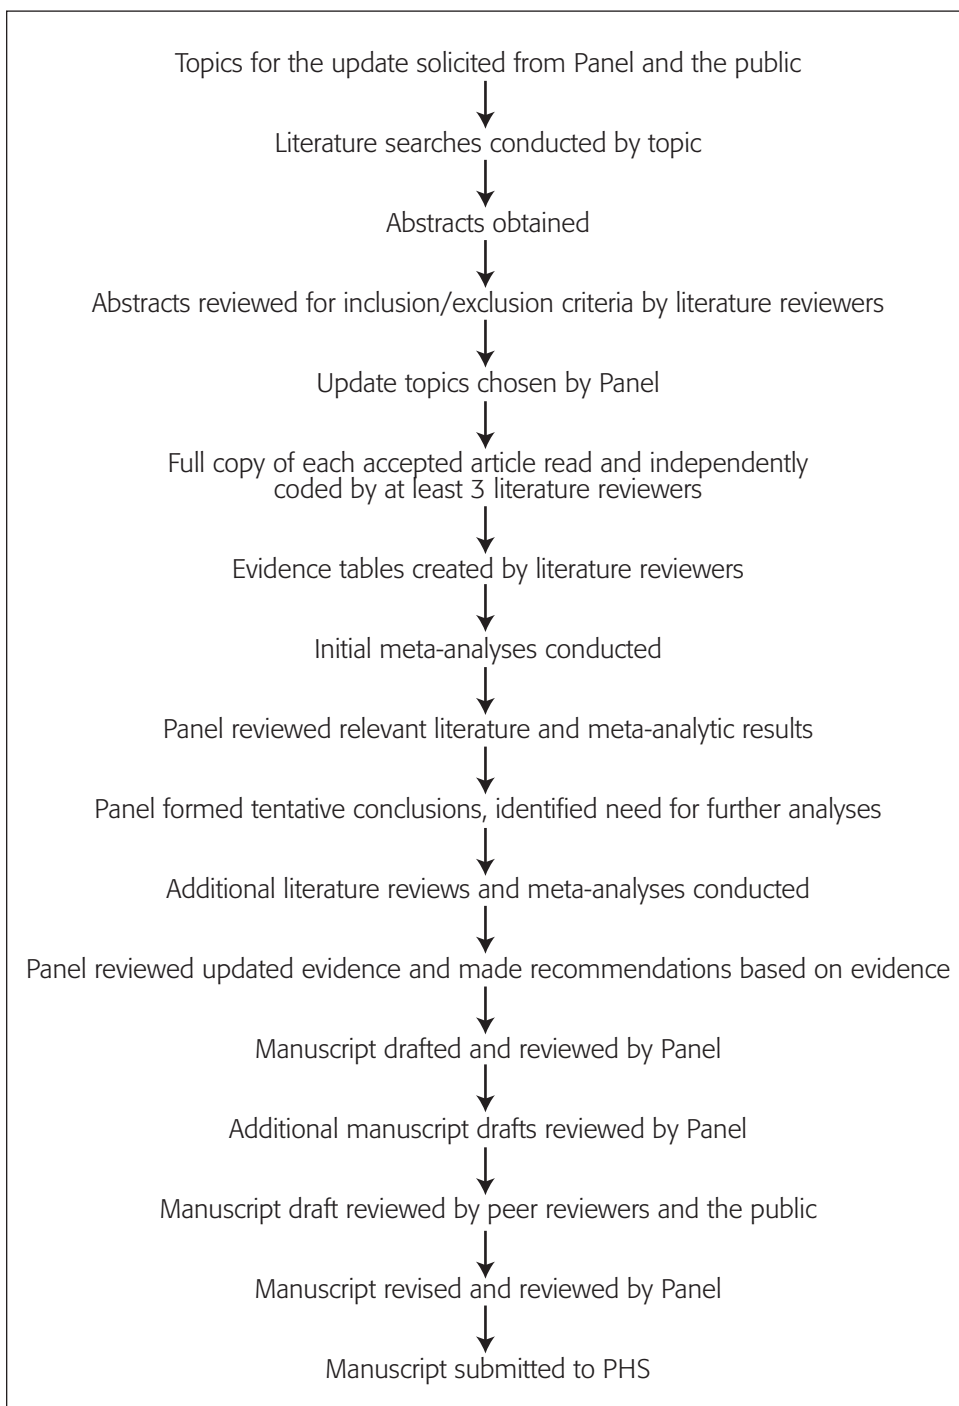 Topics for the update solicited from Panel and the public
Literature searches conducted by topic
Abstracts obtained
Abstracts reviewed for inclusion/exclusion criteria by literature reviewers
Update topics chosen by Panel
Full copy of each accepted article read and independently
coded by at least 3 literature reviewers
Evidence tables created by literature reviewers
Initial meta-analyses conducted
Panel reviewed relevant literature and meta-analytic results
Panel formed tentative conclusions, identified need for further analyses
Additional literature reviews and meta-analyses conducted
Panel reviewed updated evidence and made recommendations based on evidence
Manuscript drafted and reviewed by Panel
Additional manuscript drafts reviewed by Panel
Manuscript draft reviewed by peer reviewers and the public
Manuscript revised and reviewed by Panel
Manuscript submitted to PHS